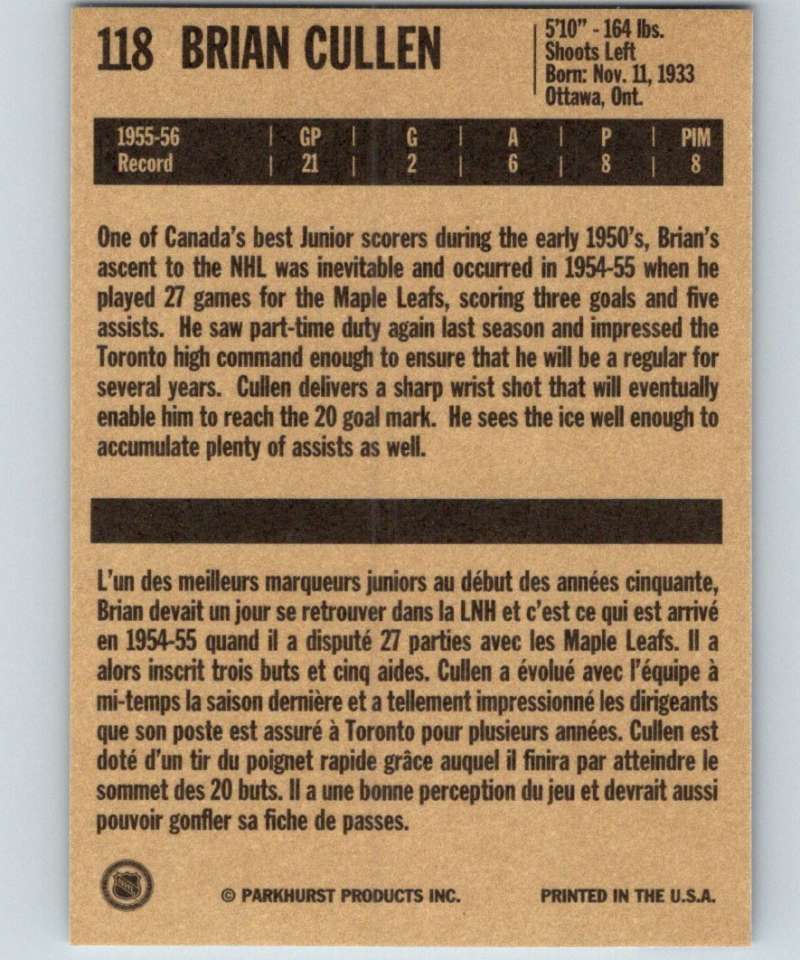 118 BRIAN CULLEN
5'10" - 164 lbs.
Shoots Left
Born: Nov. 11, 1933
Ottawa, Ont.
1955-56 | GP | G | A | P | PIM
Record | 21 | 2 | 6 | 8 | 8
One of Canada's best Junior scorers during the early 1950's, Brian's
ascent to the NHL was inevitable and occurred in 1954-55 when he
played 27 games for the Maple Leafs, scoring three goals and five
assists. He saw part-time duty again last season and impressed the
Toronto high command enough to ensure that he will be a regular for
several years. Cullen delivers a sharp wrist shot that will eventually
enable him to reach the 20 goal mark. He sees the ice well enough to
accumulate plenty of assists as well.
L'un des meilleurs marqueurs juniors au début des années cinquante,
Brian devait un jour se retrouver dans la LNH et c'est ce qui est arrivé
en 1954-55 quand il a disputé 27 parties avec les Maple Leafs. Il a
alors inscrit trois buts et cinq aides. Cullen a évolué avec l'équipe à
mi-temps la saison dernière et a tellement impressionné les dirigeants
que son poste est assuré à Toronto pour plusieurs années. Cullen est
doté d'un tir du poignet rapide grâce auquel il finira par atteindre le
sommet des 20 buts. Il a une bonne perception du jeu et devrait aussi
pouvoir gonfler sa fiche de passes.
NHL
© PARKHURST PRODUCTS INC. PRINTED IN THE U.S.A.